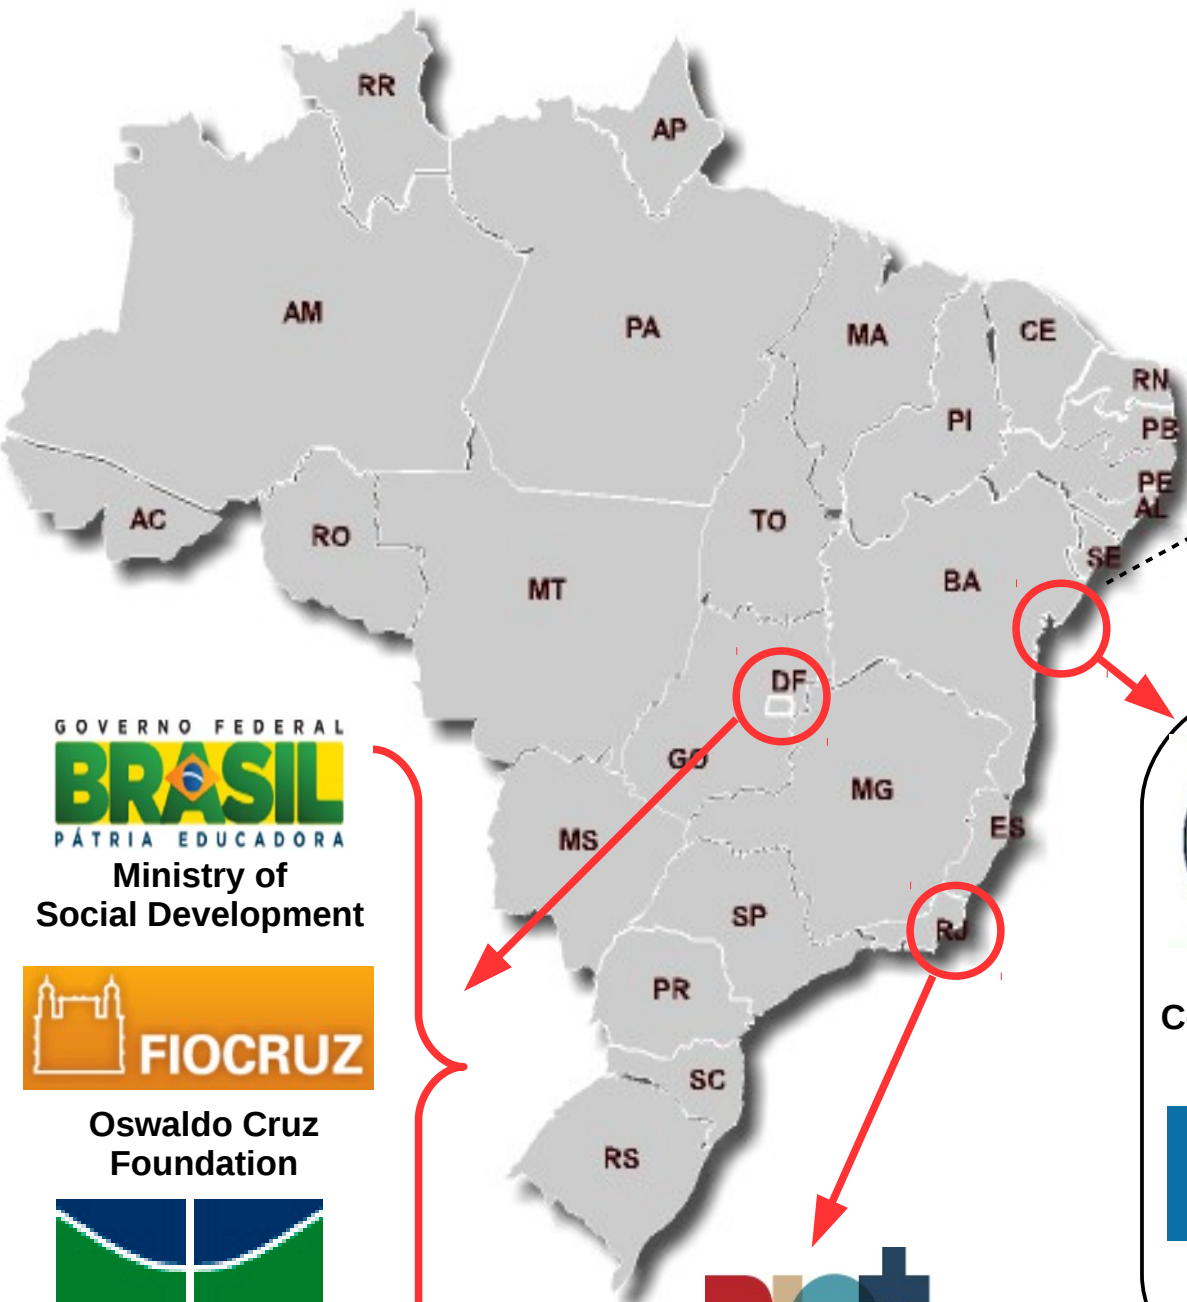 RR
AP
AM
PA
MA
CE
RN
PI
PB
PE
AL
AC
RO
TO
SE
MT
BA
DF
GO
MG
MS
ES
SP
RJ
PR
SC
RS
GOVERNO FEDERAL
BRASIL
PÁTRIA EDUCADORA
Ministry of
Social Development
FIOCRUZ
Oswaldo Cruz
Foundation